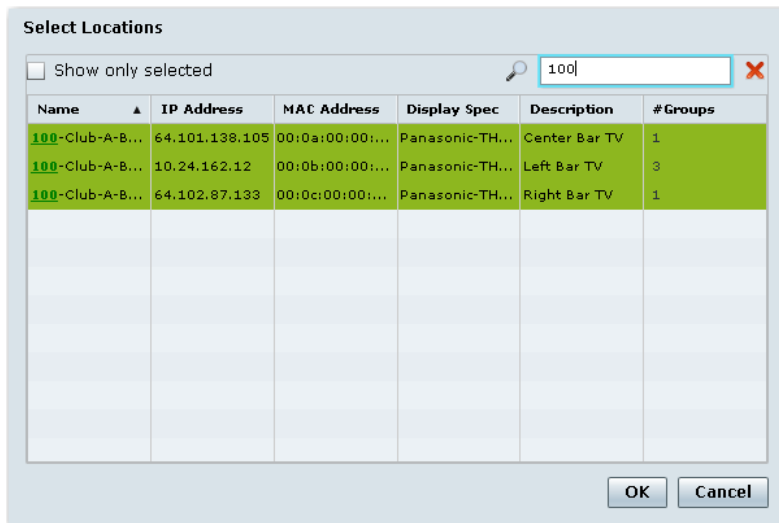 Select Locations
Show only selected 100
Name ▲ IP Address MAC Address Display Spec Description #Groups
100-Club-A-B... 64.101.138.105 00:0a:00:00:... Panasonic-TH... Center Bar TV 1
100-Club-A-B... 10.24.162.12 00:0b:00:00:... Panasonic-TH... Left Bar TV 3
100-Club-A-B... 64.102.87.133 00:0c:00:00:... Panasonic-TH... Right Bar TV 1
OK Cancel